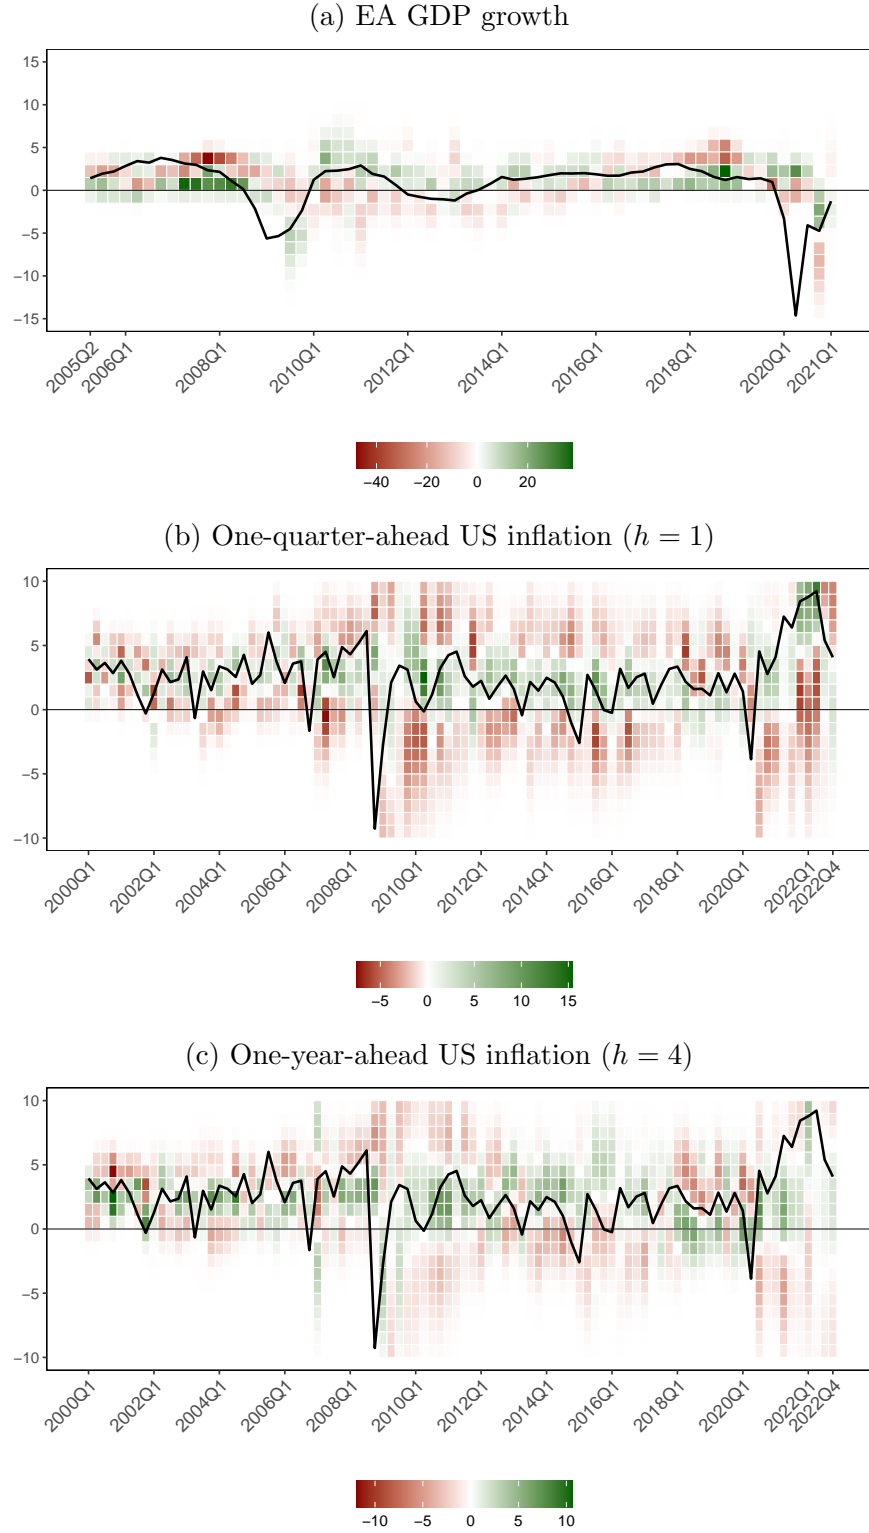 (a) EA GDP growth
15
10
5
0
−5
−10
−15
2005Q2 2006Q1 2008Q1 2010Q1 2012Q1 2014Q1 2016Q1 2018Q1 2020Q1 2021Q1
−40 −20 0 20
(b) One-quarter-ahead US inflation (h = 1)
10
5
0
−5
−10
2000Q1 2002Q1 2004Q1 2006Q1 2008Q1 2010Q1 2012Q1 2014Q1 2016Q1 2018Q1 2020Q1 2022Q1 2022Q4
−5 0 5 10 15
(c) One-year-ahead US inflation (h = 4)
10
5
0
−5
−10
2000Q1 2002Q1 2004Q1 2006Q1 2008Q1 2010Q1 2012Q1 2014Q1 2016Q1 2018Q1 2020Q1 2022Q1 2022Q4
−10 −5 0 5 10